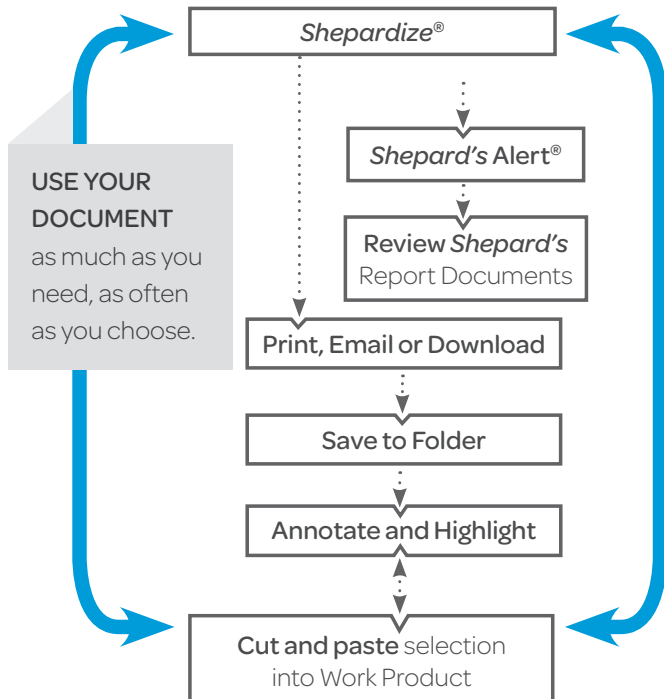 Shepardize®
Shepard's Alert®
USE YOUR
DOCUMENT
as much as you
need, as often
as you choose.
Review Shepard's
Report Documents
Print, Email or Download
Save to Folder
Annotate and Highlight
Cut and paste selection
into Work Product